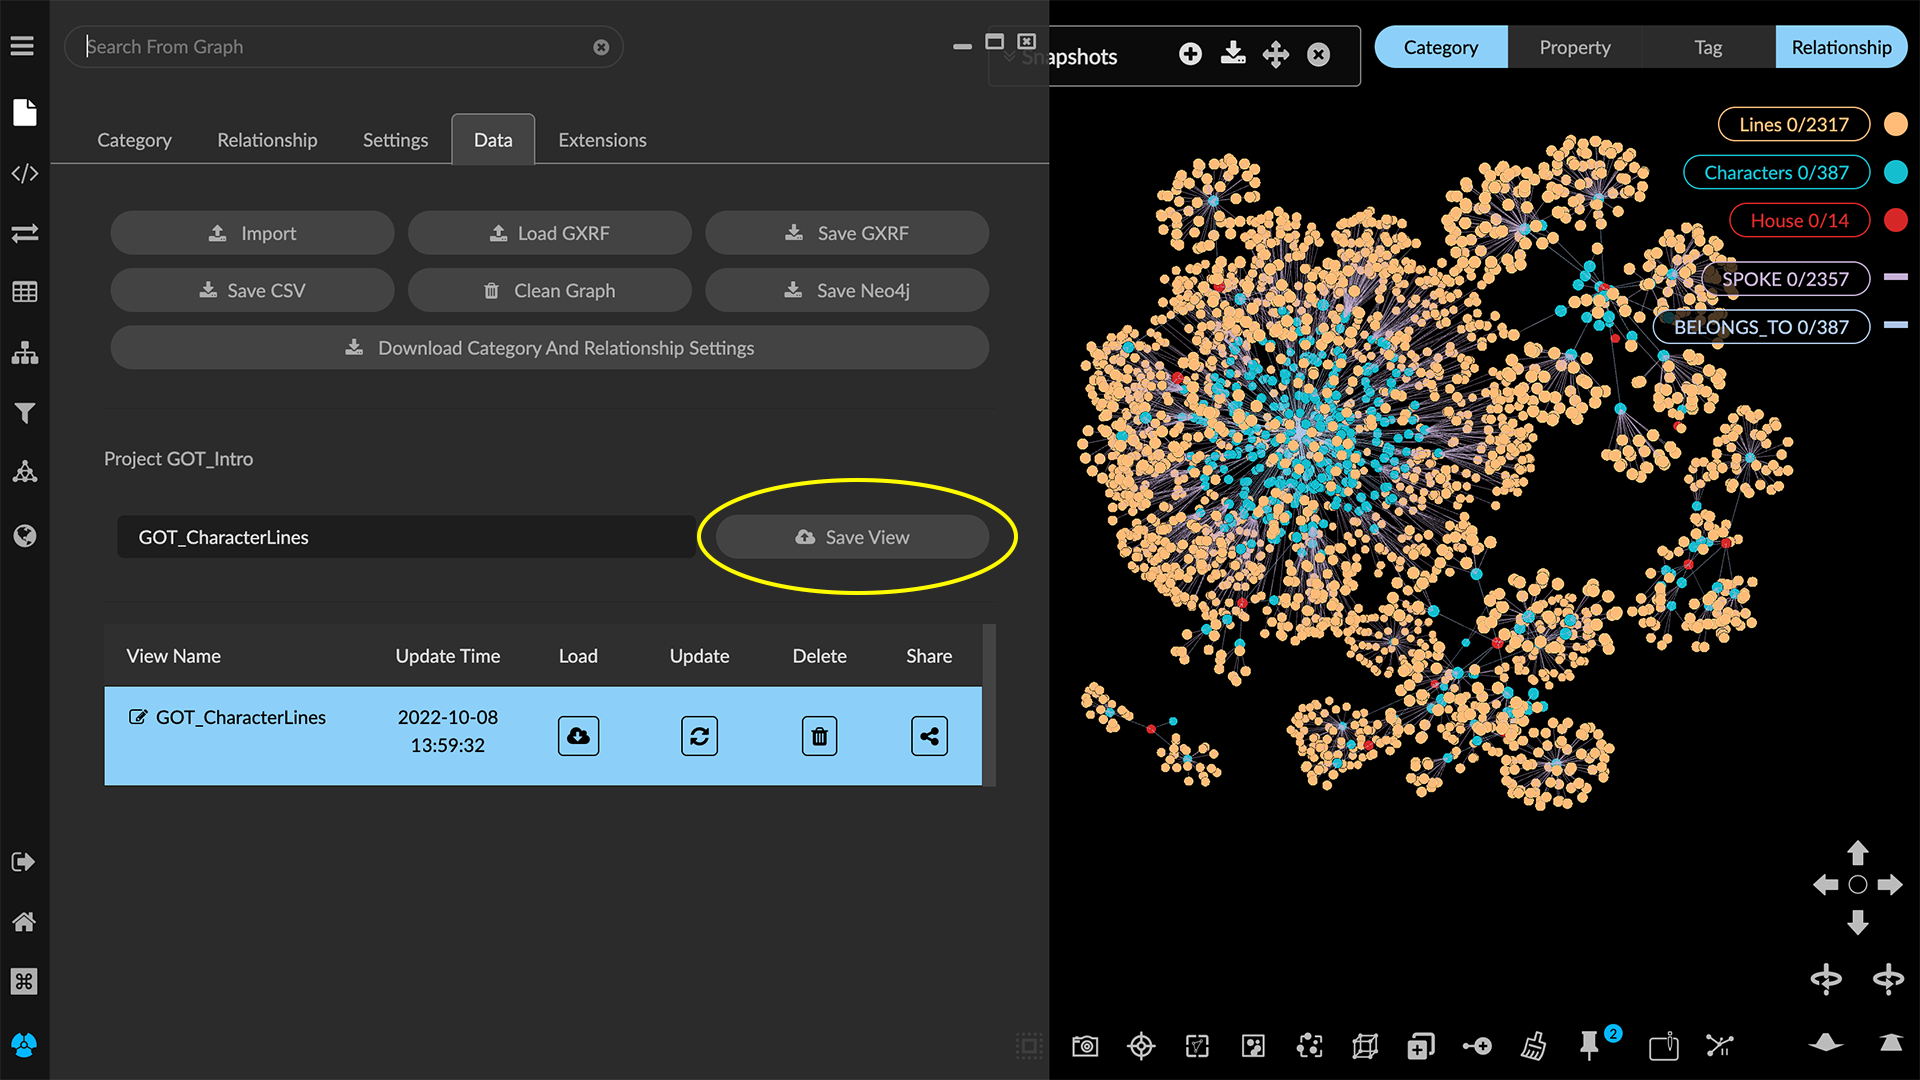 Search From Graph
Snapshots
Category
Property
Tag
Relationship
Category
Relationship
Settings
Data
Extensions
Import
Load GXRF
Save GXRF
Save CSV
Clean Graph
Save Neo4j
Download Category And Relationship Settings
Project GOT_Intro
GOT_CharacterLines
Save View
View Name
Update Time
Load
Update
Delete
Share
GOT_CharacterLines
2022-10-08
13:59:32
Lines 0/2317
Characters 0/387
House 0/14
SPOKE 0/2357
BELONGS_TO 0/387
2